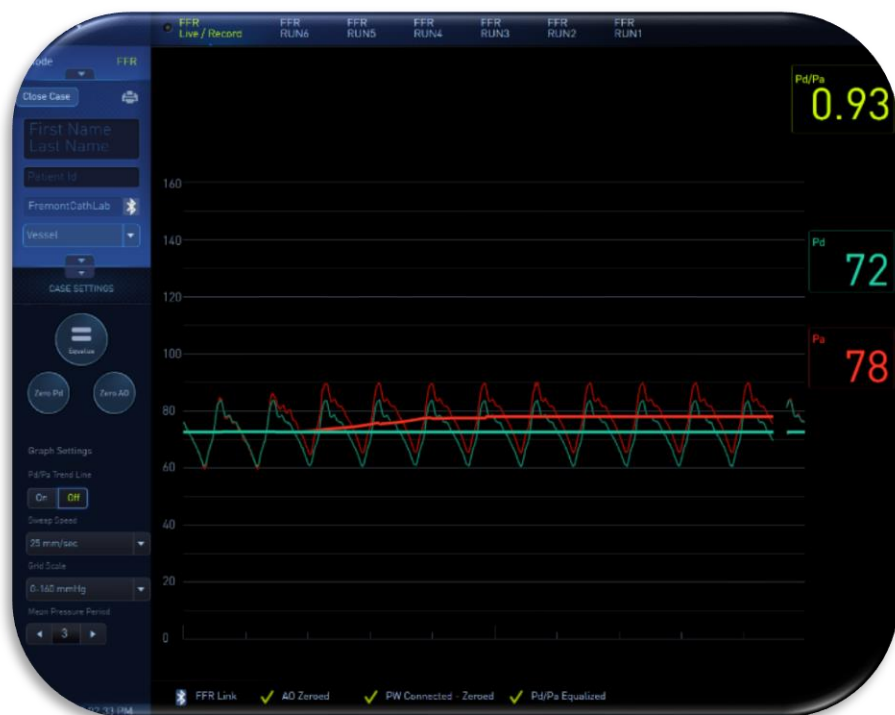 FFR
Live / Record
FFR
RUN6
FFR
RUN5
FFR
RUN4
FFR
RUN3
FFR
RUN2
FFR
RUN1
FFR
Close Case
First Name
Last Name
Patient Id
FremontCathLab
Vessel
CASE SETTINGS
Equalize
Zero Pd
Zero AO
Graph Settings
Pd/Pa Trend Line
On Off
Sweep Speed
25 mm/sec
Grid Scale
0-160 mmHg
Mean Pressure Period
3
160
140
120
100
80
60
40
20
0
Pd/Pa
0.93
Pd
72
Pa
78
FFR Link
AO Zeroed
PW Connected - Zeroed
Pd/Pa Equalized